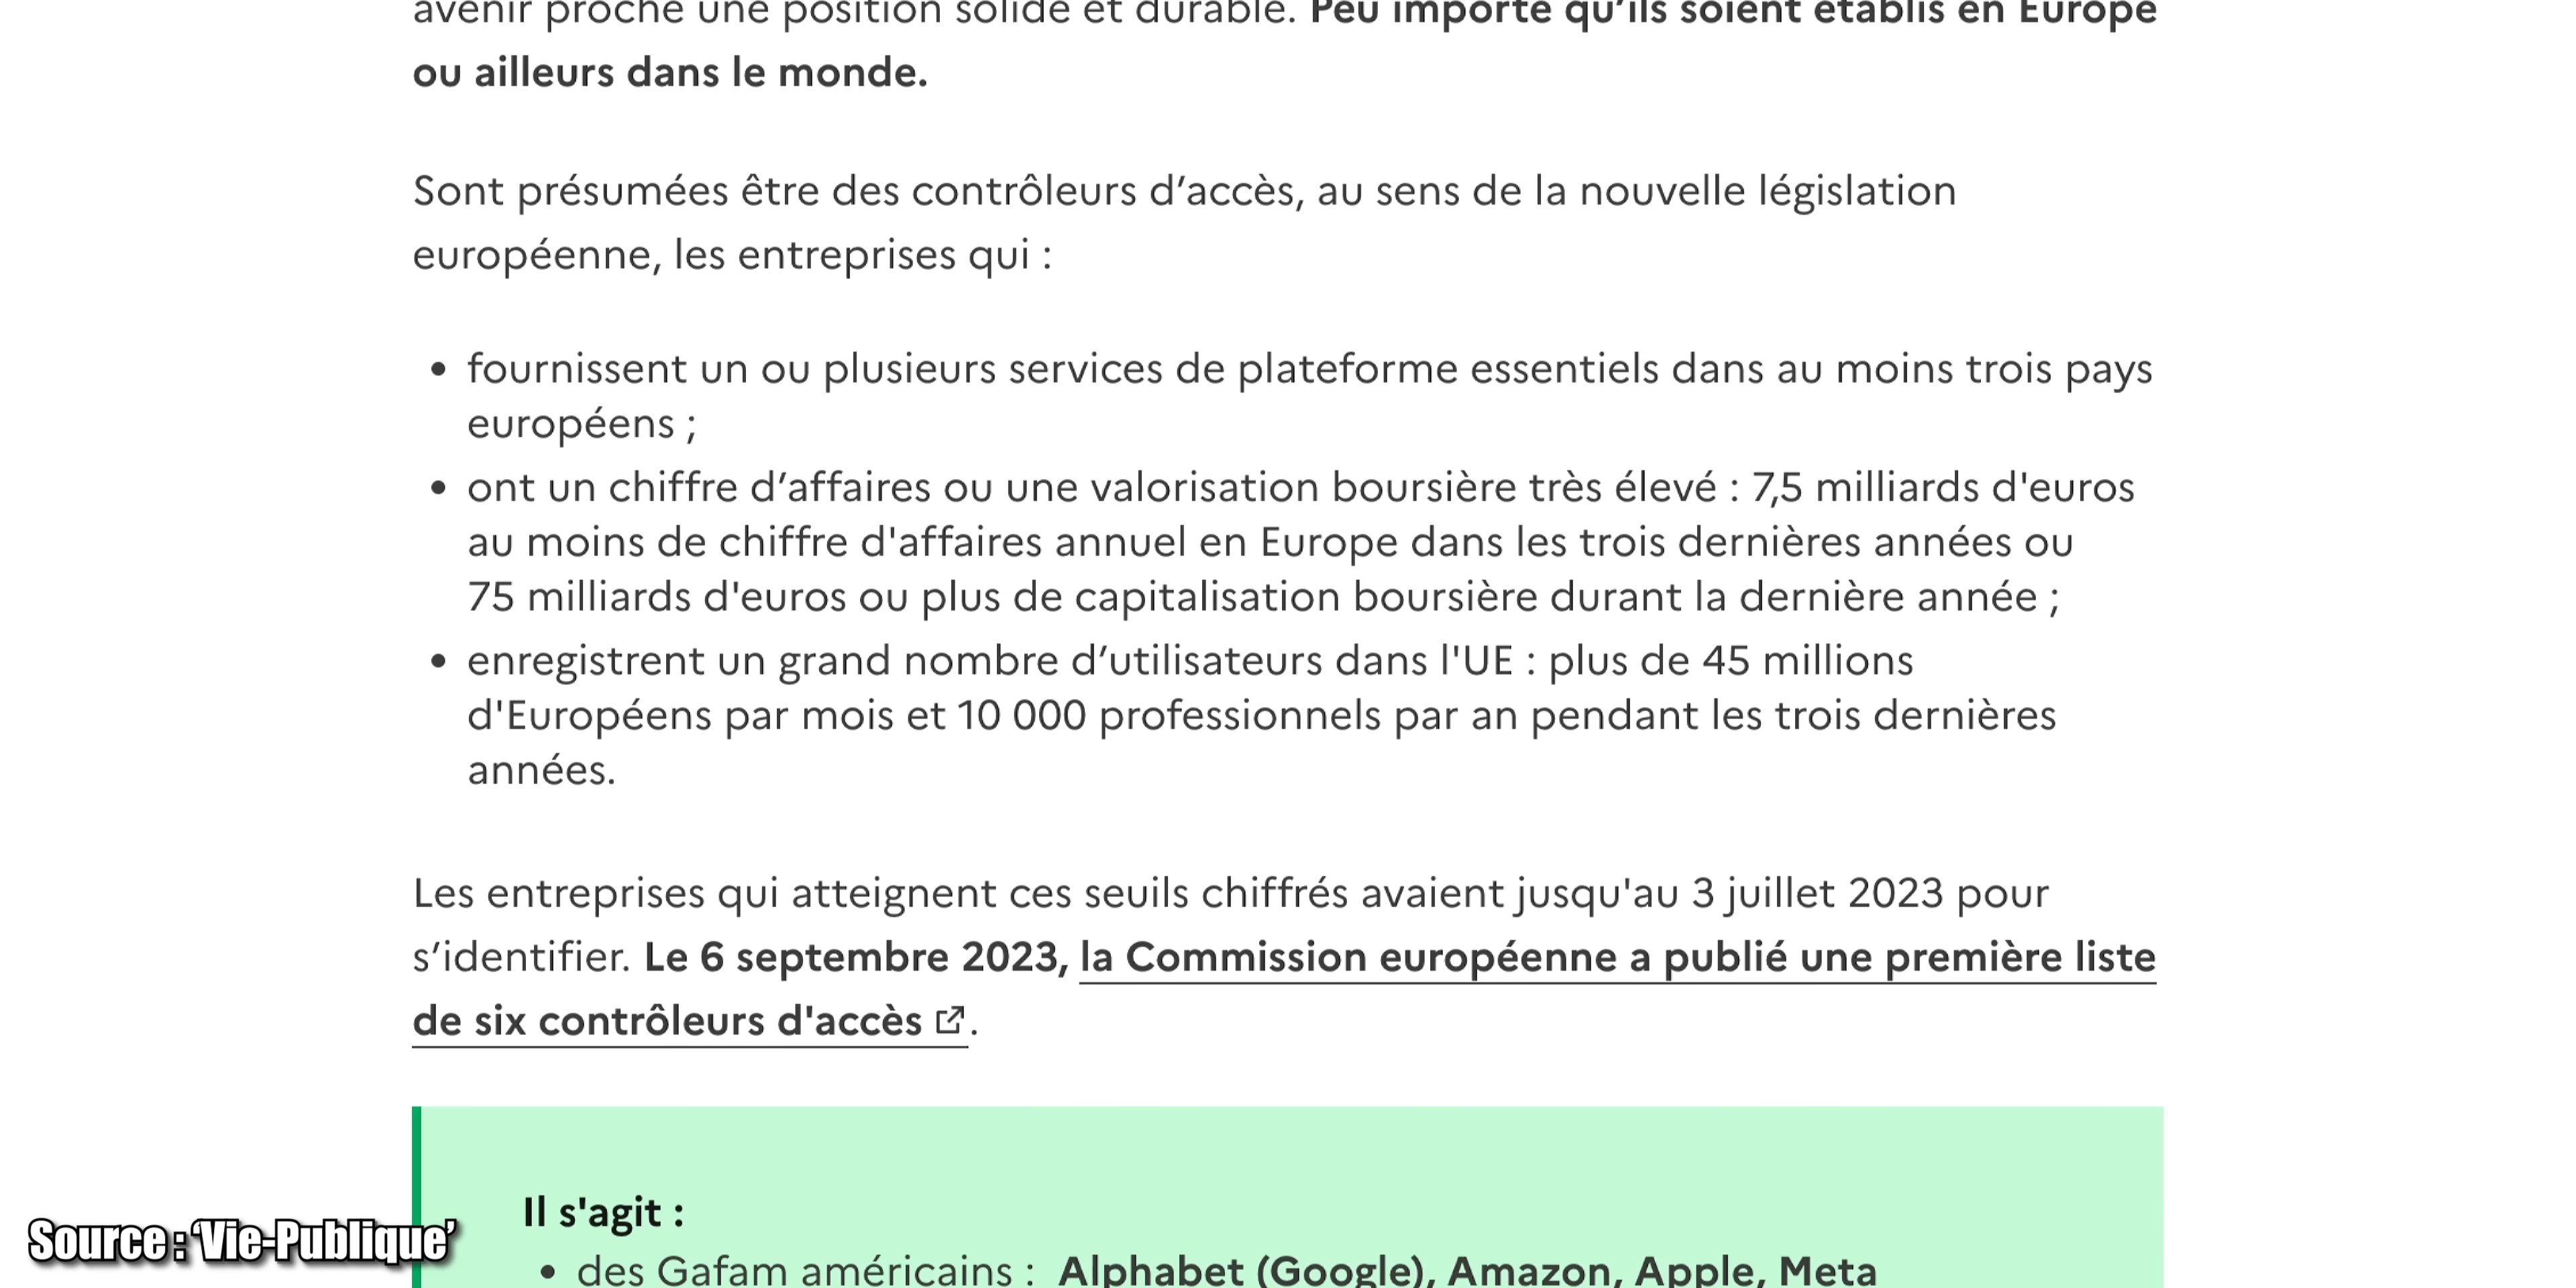 avenir proche une position solide et durable. Peu importe qu’ils soient établis en Europe
ou ailleurs dans le monde.
Sont présumées être des contrôleurs d’accès, au sens de la nouvelle législation
européenne, les entreprises qui :
• fournissent un ou plusieurs services de plateforme essentiels dans au moins trois pays
européens ;
• ont un chiffre d’affaires ou une valorisation boursière très élevé : 7,5 milliards d'euros
au moins de chiffre d'affaires annuel en Europe dans les trois dernières années ou
75 milliards d'euros ou plus de capitalisation boursière durant la dernière année ;
• enregistrent un grand nombre d’utilisateurs dans l'UE : plus de 45 millions
d'Européens par mois et 10 000 professionnels par an pendant les trois dernières
années.
Les entreprises qui atteignent ces seuils chiffrés avaient jusqu'au 3 juillet 2023 pour
s’identifier. Le 6 septembre 2023, la Commission européenne a publié une première liste
de six contrôleurs d'accès.
Il s'agit :
• des Gafam américains : Alphabet (Google), Amazon, Apple, Meta
Source : ‘Vie-Publique’